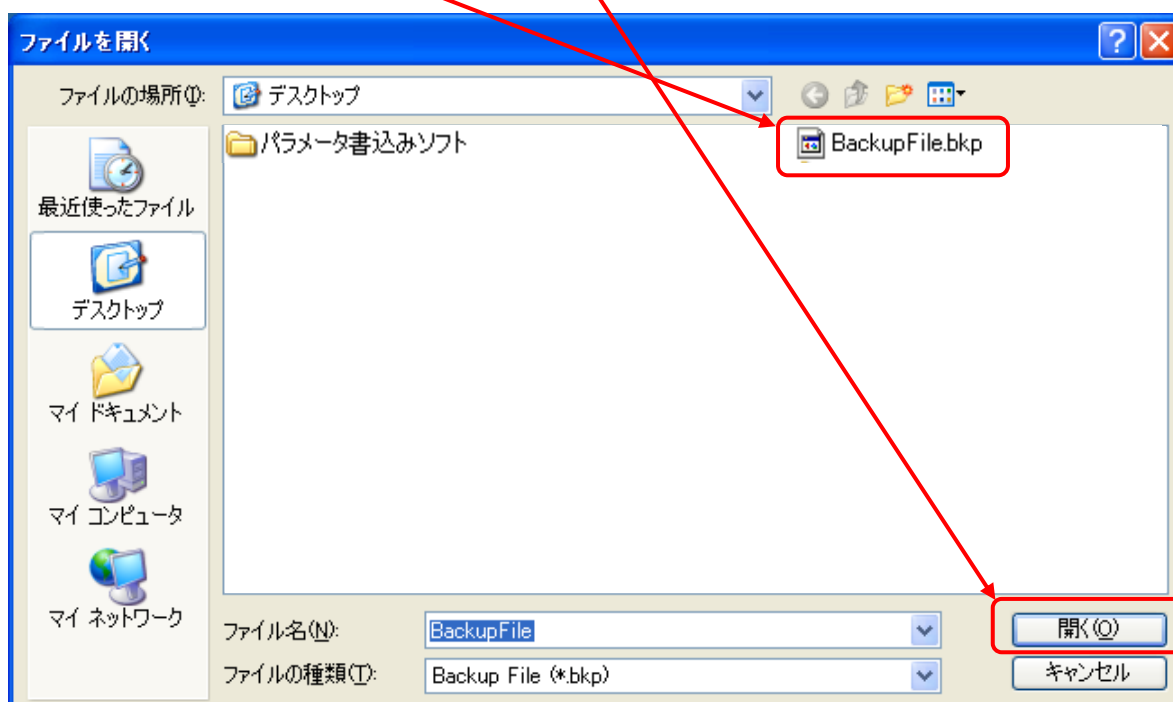 ファイルを開く
ファイルの場所(I):
デスクトップ
パラメータ書込みソフト
BackupFile.bkp
最近使ったファイル
デスクトップ
マイ ドキュメント
マイ コンピュータ
マイ ネットワーク
ファイル名(N):
BackupFile
開く(O)
ファイルの種類(T):
Backup File (*.bkp)
キャンセル